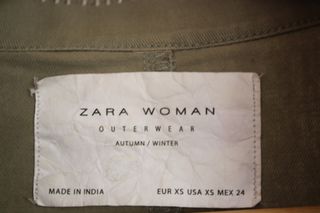 ZARA WOMAN
OUTERWEAR
AUTUMN / WINTER
MADE IN INDIA EUR XS USA XS MEX 24